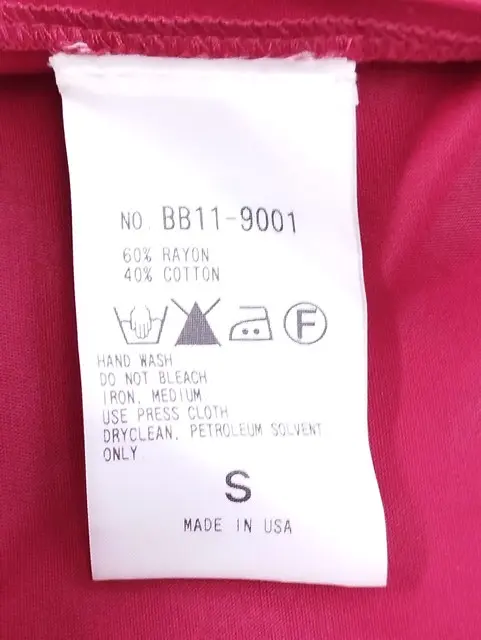 NO. BB11-9001
60% RAYON
40% COTTON
F
HAND WASH
DO NOT BLEACH
IRON, MEDIUM
USE PRESS CLOTH
DRYCLEAN, PETROLEUM SOLVENT
ONLY
S
MADE IN USA